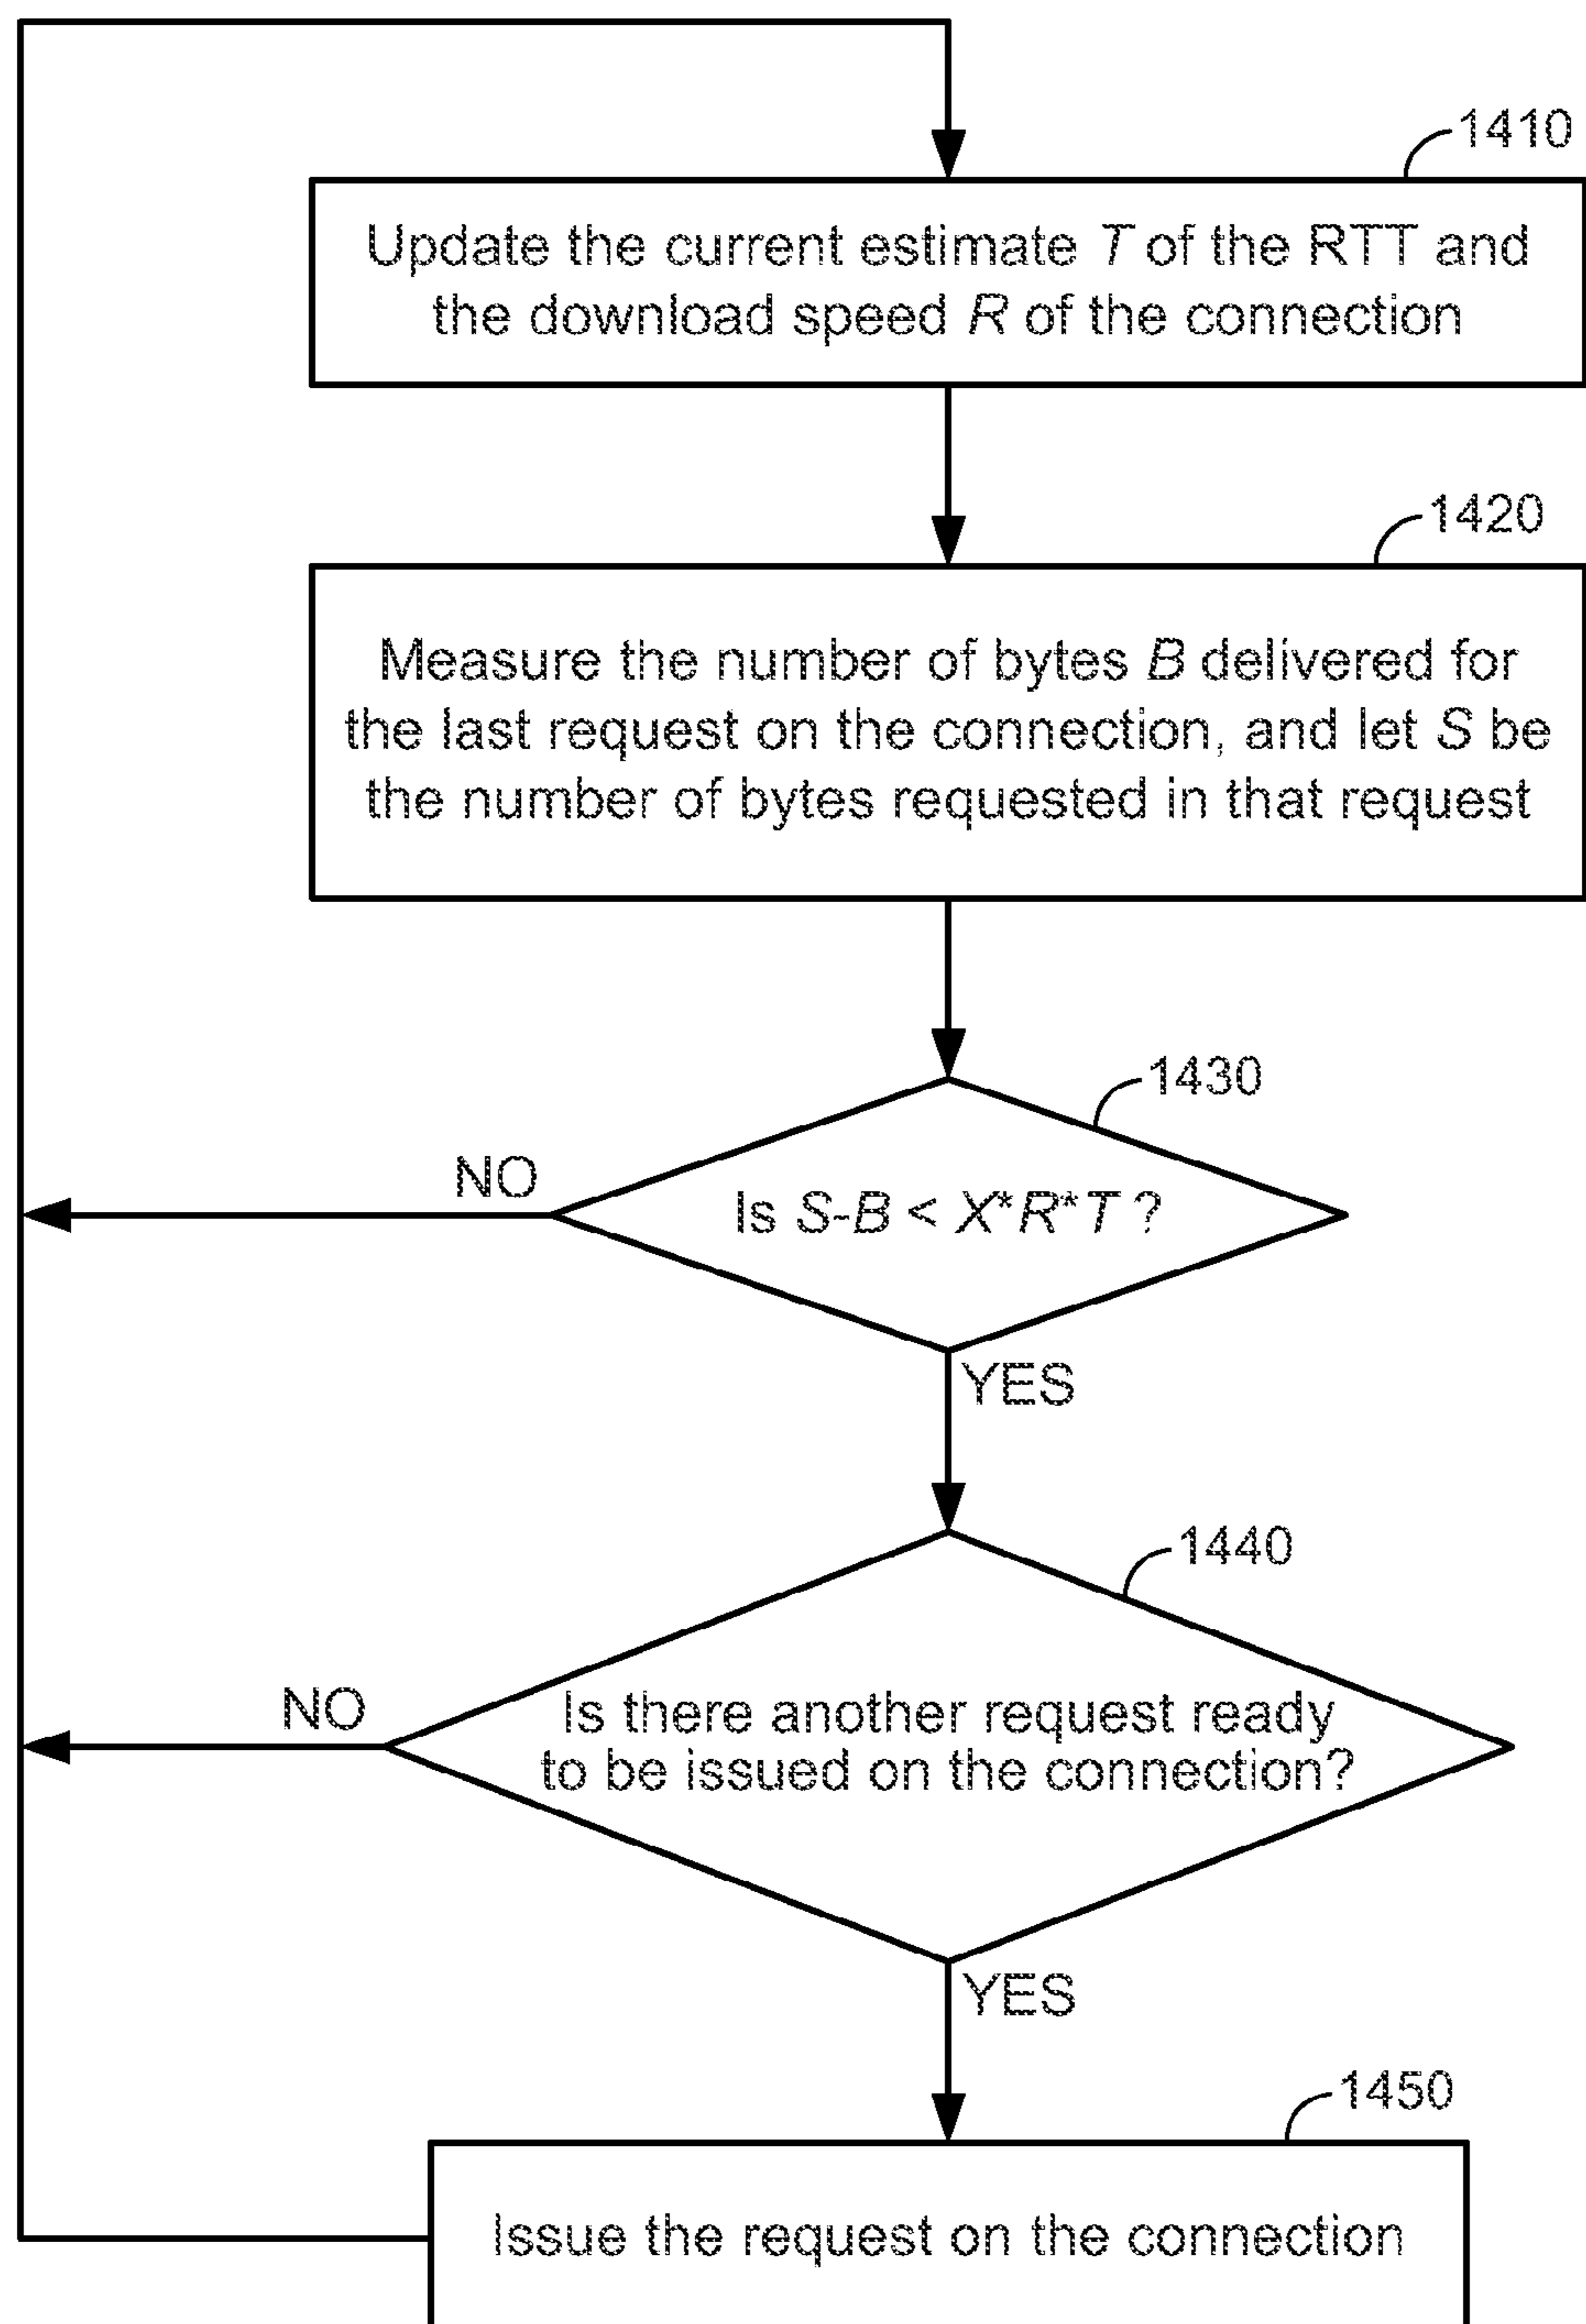 1410
Update the current estimate T of the RTT and
the download speed R of the connection
1420
Measure the number of bytes B delivered for
the last request on the connection, and let S be
the number of bytes requested in that request
1430
NO
Is S-B < X*R*T ?
YES
1440
NO
Is there another request ready
to be issued on the connection?
YES
1450
Issue the request on the connection